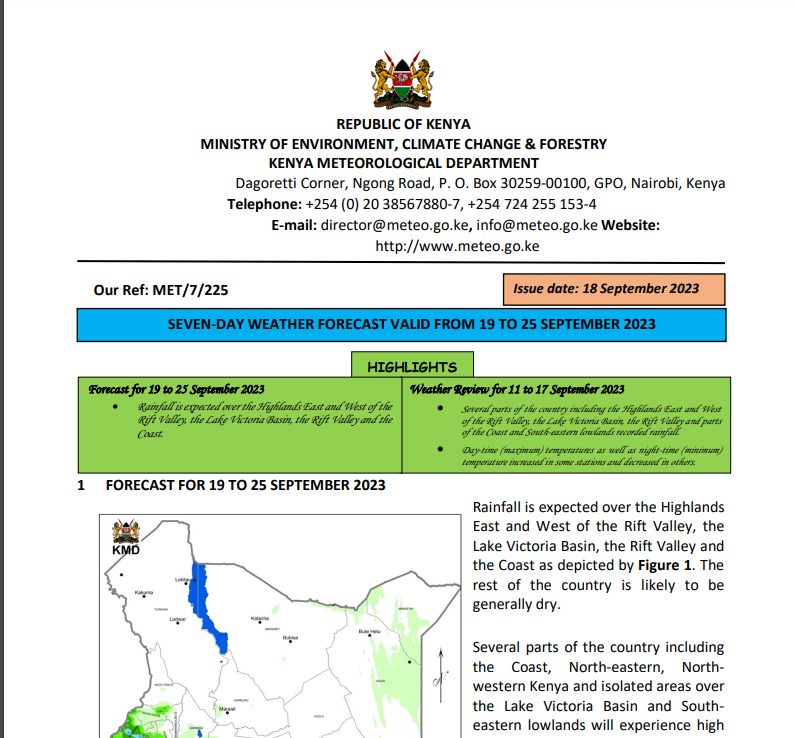 REPUBLIC OF KENYA
MINISTRY OF ENVIRONMENT, CLIMATE CHANGE & FORESTRY
KENYA METEOROLOGICAL DEPARTMENT
Dagoretti Corner, Ngong Road, P. O. Box 30259-00100, GPO, Nairobi, Kenya
Telephone: +254 (0) 20 38567880-7, +254 724 255 153-4
E-mail: director@meteo.go.ke, info@meteo.go.ke Website:
http://www.meteo.go.ke
Our Ref: MET/7/225
Issue date: 18 September 2023
SEVEN-DAY WEATHER FORECAST VALID FROM 19 TO 25 SEPTEMBER 2023
HIGHLIGHTS
Forecast for 19 to 25 September 2023
• Rainfall is expected over the Highlands East and West of the
Rift Valley, the Lake Victoria Basin, the Rift Valley and the
Coast.
Weather Review for 11 to 17 September 2023
• Several parts of the country including the Highlands East and West
of the Rift Valley, the Lake Victoria Basin, the Rift Valley and parts
of the Coast and South-eastern lowlands recorded rainfall.
• Day-time (maximum) temperatures as well as night-time (minimum)
temperature increased in some stations and decreased in others.
1 FORECAST FOR 19 TO 25 SEPTEMBER 2023
KMD
Kakuma
Lodwar
Kalacha
Bubisa
Bute Helu
Maralal
TURKANA
MARSABIT
MANDERA
WAJIR
SAMBURU
WEST POKOT
Rainfall is expected over the Highlands
East and West of the Rift Valley, the
Lake Victoria Basin, the Rift Valley and
the Coast as depicted by Figure 1. The
rest of the country is likely to be
generally dry.
Several parts of the country including
the Coast, North-eastern, North-
western Kenya and isolated areas over
the Lake Victoria Basin and South-
eastern lowlands will experience high